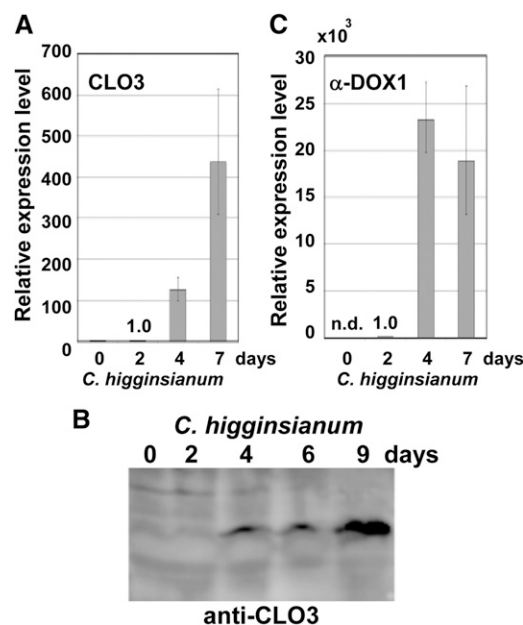 A
Relative expression level
700
600
500
400
300
200
100
0
CLO3
1.0
0 2 4 7 days
C. higginsianum
C
×10³
Relative expression level
30
25
20
15
10
5
0
α-DOX1
n.d. 1.0
0 2 4 7 days
C. higginsianum
B
C. higginsianum
0 2 4 6 9 days
anti-CLO3